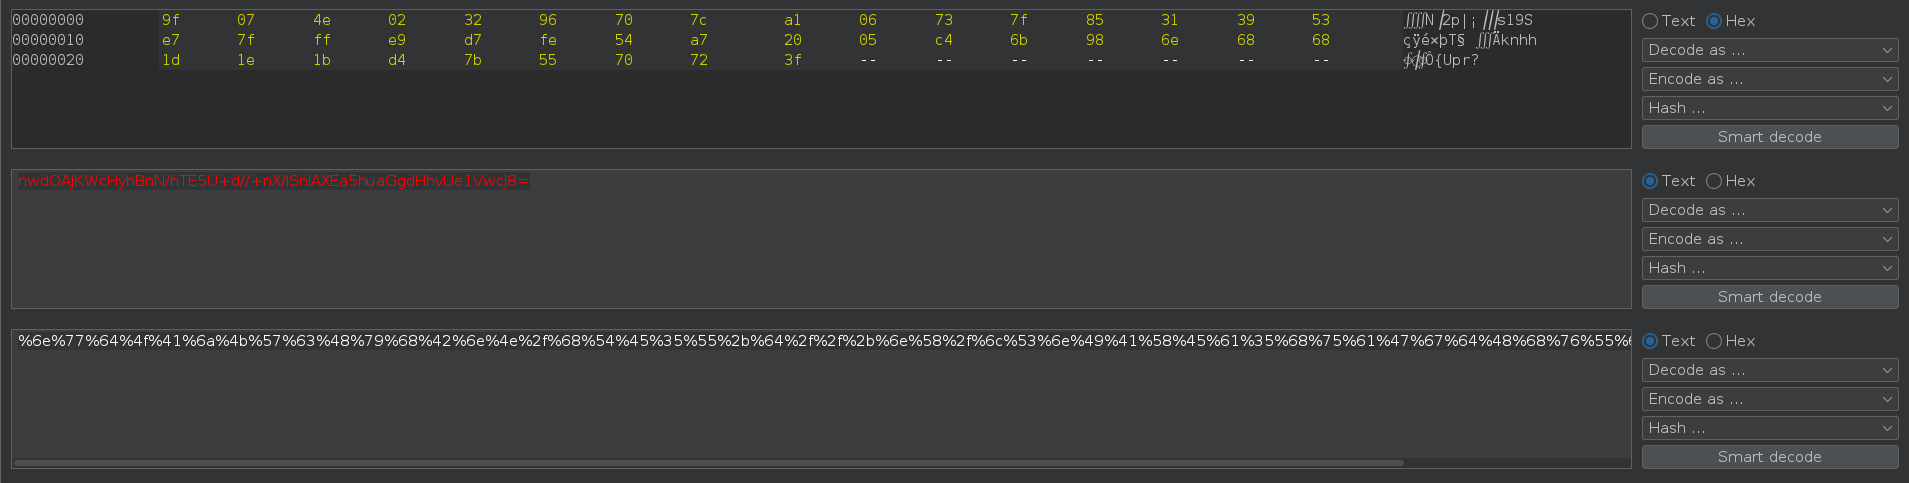 00000000 9f 07 4e 02 32 96 70 7c a1 06 73 7f 85 31 39 53
00000010 e7 7f ff e9 d7 fe 54 a7 20 05 c4 6b 98 6e 68 68 çÿé×þT§ Äknhh
00000020 1d 1e 1b d4 7b 55 70 72 3f -- -- -- -- -- -- -- Ô{Upr?
Text Hex
Decode as ...
Encode as ...
Hash ...
Smart decode
nwdOAjKWcHyhBnN/hTE5U+d//+nX/lSnIAXEa5huaGgdHhvUe1Vwcj8=
Text Hex
Decode as ...
Encode as ...
Hash ...
Smart decode
%6e%77%64%4f%41%6a%4b%57%63%48%79%68%42%6e%4e%2f%68%54%45%35%55%2b%64%2f%2f%2b%6e%58%2f%6c%53%6e%49%41%58%45%61%35%68%75%61%47%67%64%48%68%76%55%
Text Hex
Decode as ...
Encode as ...
Hash ...
Smart decode